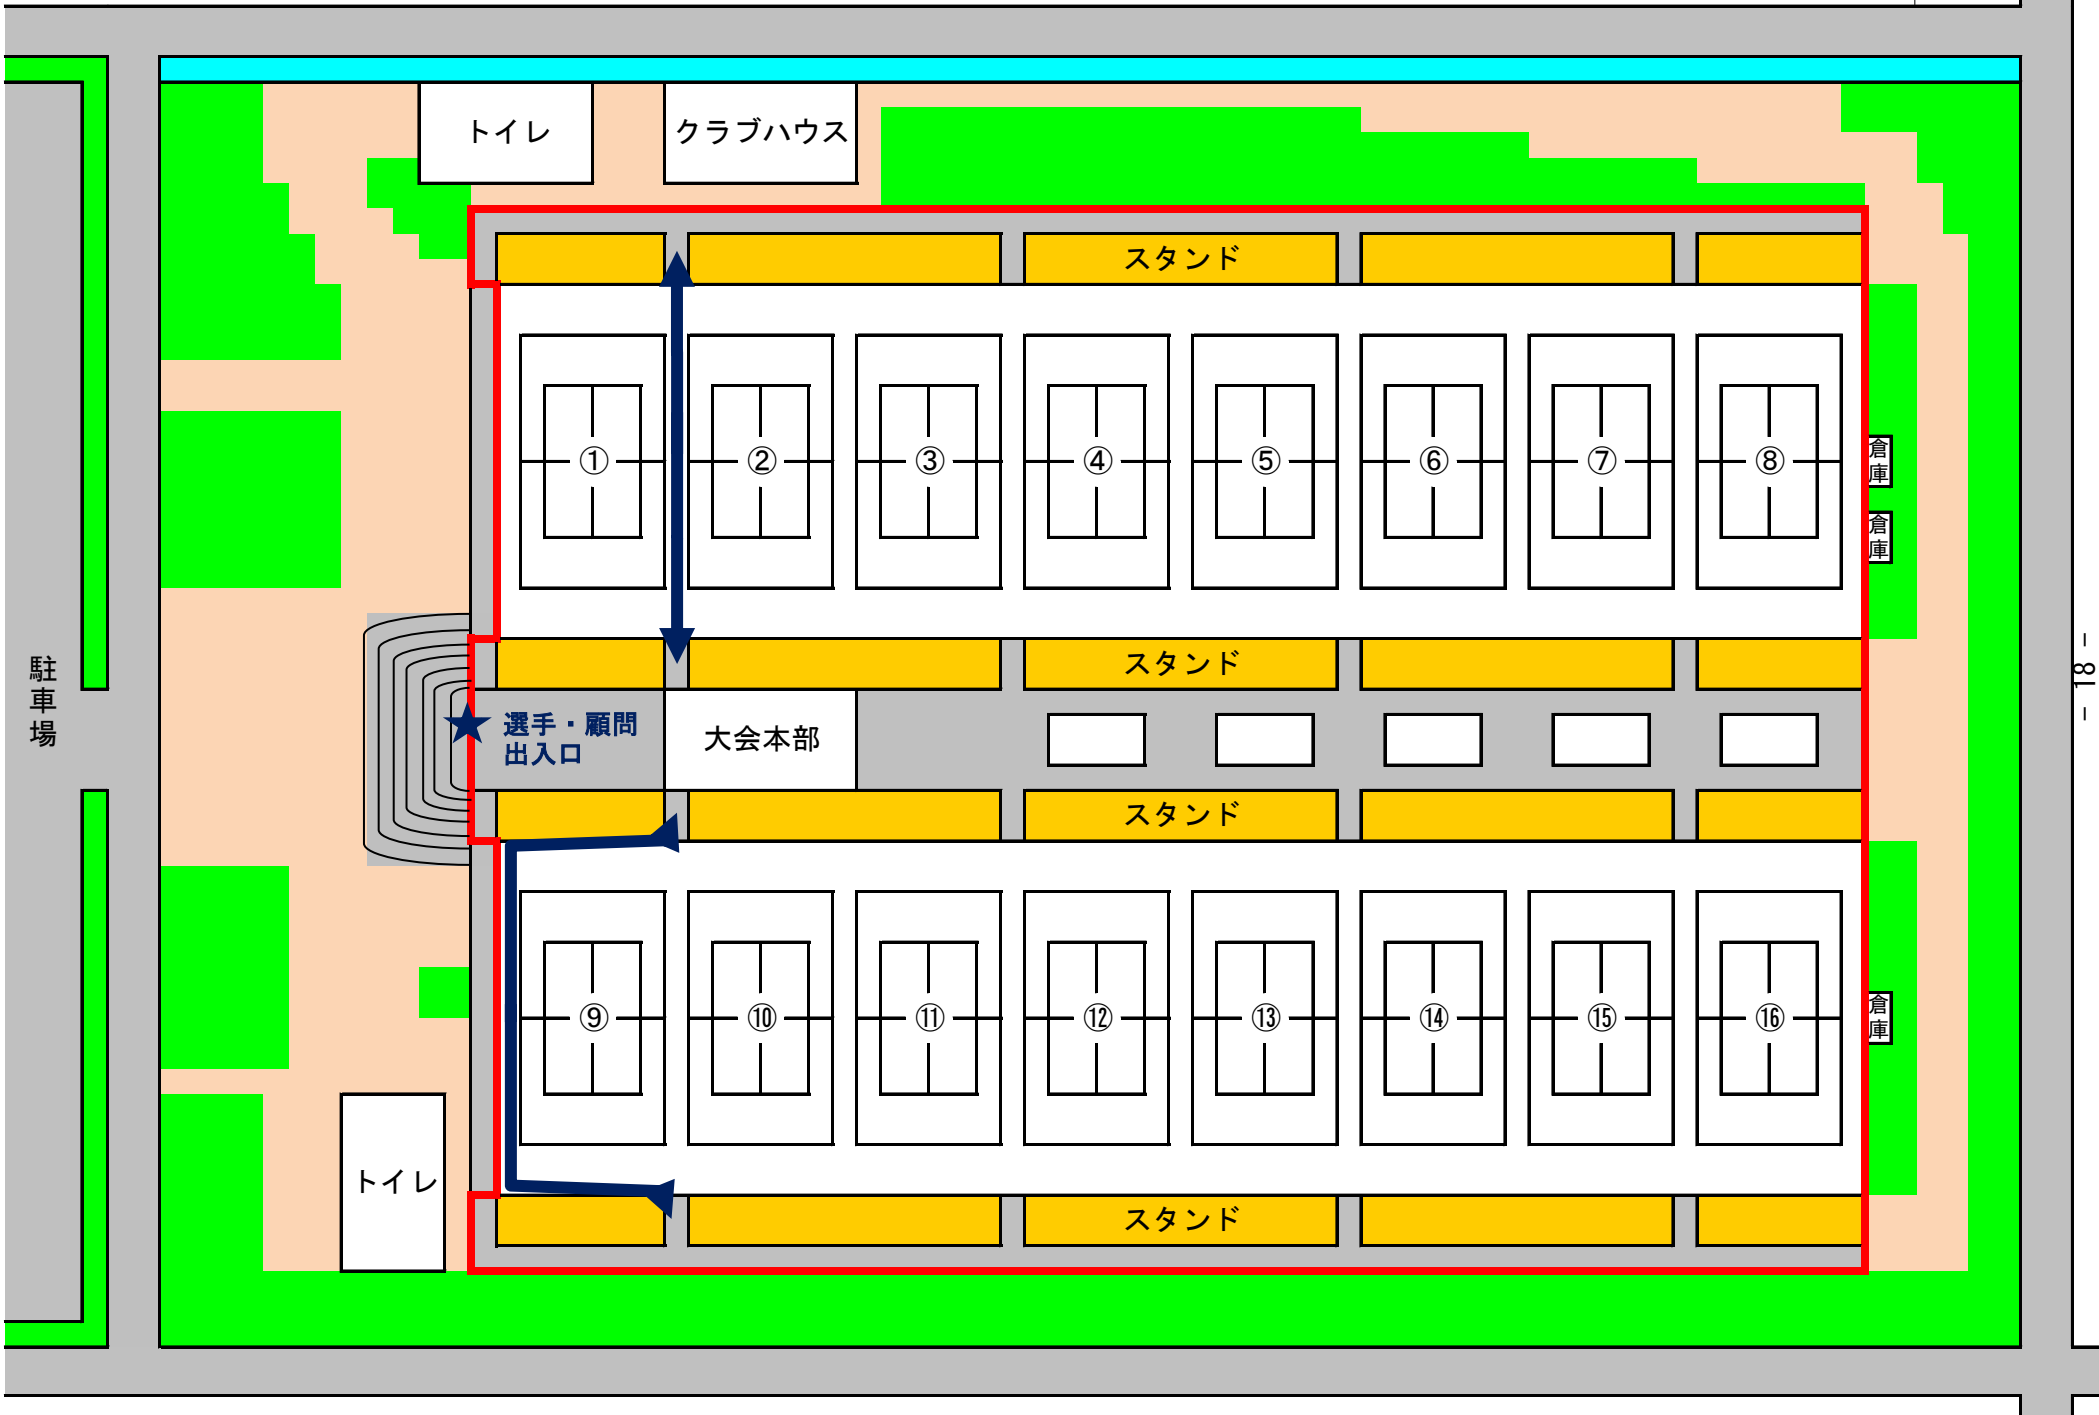 トイレ
クラブハウス
スタンド
①
②
③
④
⑤
⑥
⑦
⑧
倉庫
倉庫
スタンド
駐車場
選手・顧問
出入口
大会本部
- 18 -
スタンド
⑨
⑩
⑪
⑫
⑬
⑭
⑮
⑯
倉庫
トイレ
スタンド